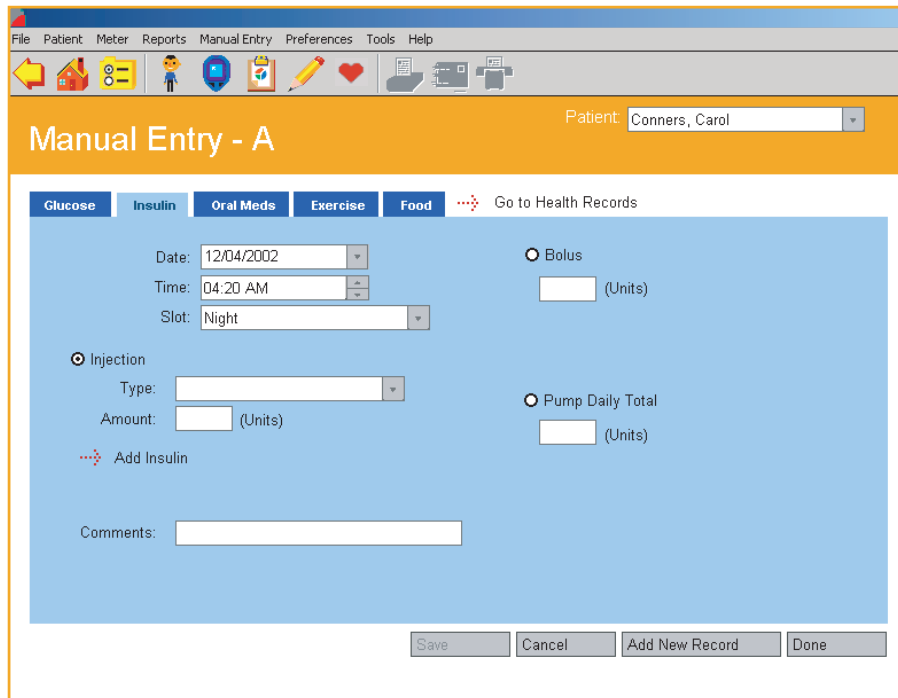 File Patient Meter Reports Manual Entry Preferences Tools Help
Patient: Conners, Carol
Manual Entry - A
Glucose Insulin Oral Meds Exercise Food Go to Health Records
Date: 12/04/2002
Time: 04:20 AM
Slot: Night
Bolus
(Units)
Injection
Type:
Amount: (Units)
Add Insulin
Pump Daily Total
(Units)
Comments:
Save Cancel Add New Record Done